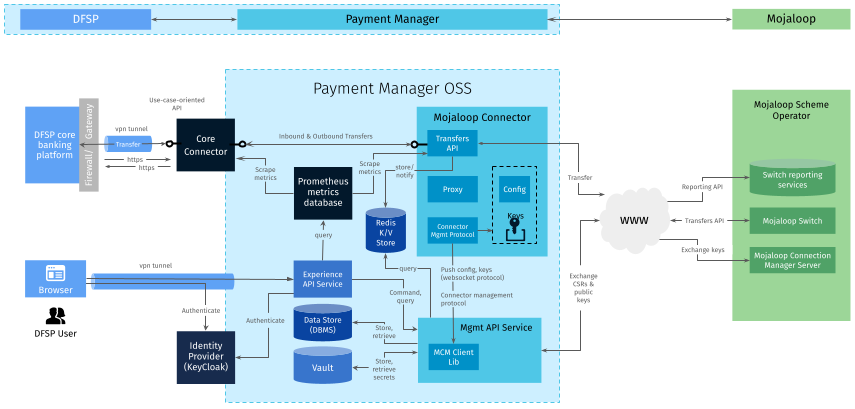 DFSP
Payment Manager
Mojaloop
Payment Manager OSS
DFSP core
banking
platform
Firewall/
Gateway
vpn tunnel
Transfer
https
https
Use-case-oriented
API
Core
Connector
Inbound & Outbound Transfers
Scrape
metrics
Prometheus
metrics
database
Scrape
metrics
store/
notify
Mojaloop Connector
Transfers
API
Proxy
Config
Keys
Connector
Mgmt Protocol
Redis
K/V
Store
query
query
Push config, keys
(websocket protocol)
Connector management
protocol
Transfer
www
Exchange
CSRs &
public
keys
Reporting API
Transfers API
Exchange keys
Mojaloop Scheme
Operator
Switch reporting
services
Mojaloop Switch
Mojaloop Connection
Manager Server
Browser
DFSP User
vpn tunnel
Authenticate
Identity
Provider
(KeyCloak)
Authenticate
Experience
API Service
Command,
query
Data Store
(DBMS)
Store,
retrieve
Vault
Store,
retrieve
secrets
Mgmt API Service
MCM Client
Lib